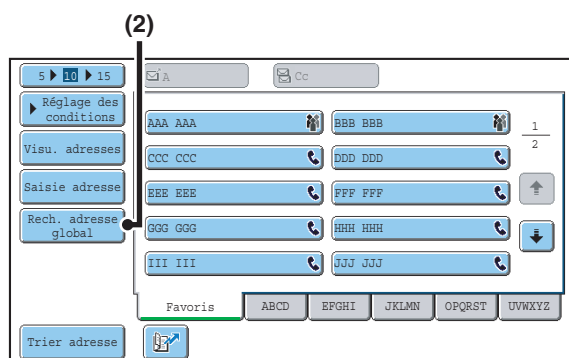 (2)
5 10 15
A
Cc
Réglage des
conditions
Visu. adresses
Saisie adresse
Rech. adresse
global
AAA AAA
BBB BBB
CCC CCC
DDD DDD
EEE EEE
FFF FFF
GGG GGG
HHH HHH
III III
JJJ JJJ
1
2
Favoris
ABCD
EFGHI
JKLMN
OPQRST
UVWXYZ
Trier adresse